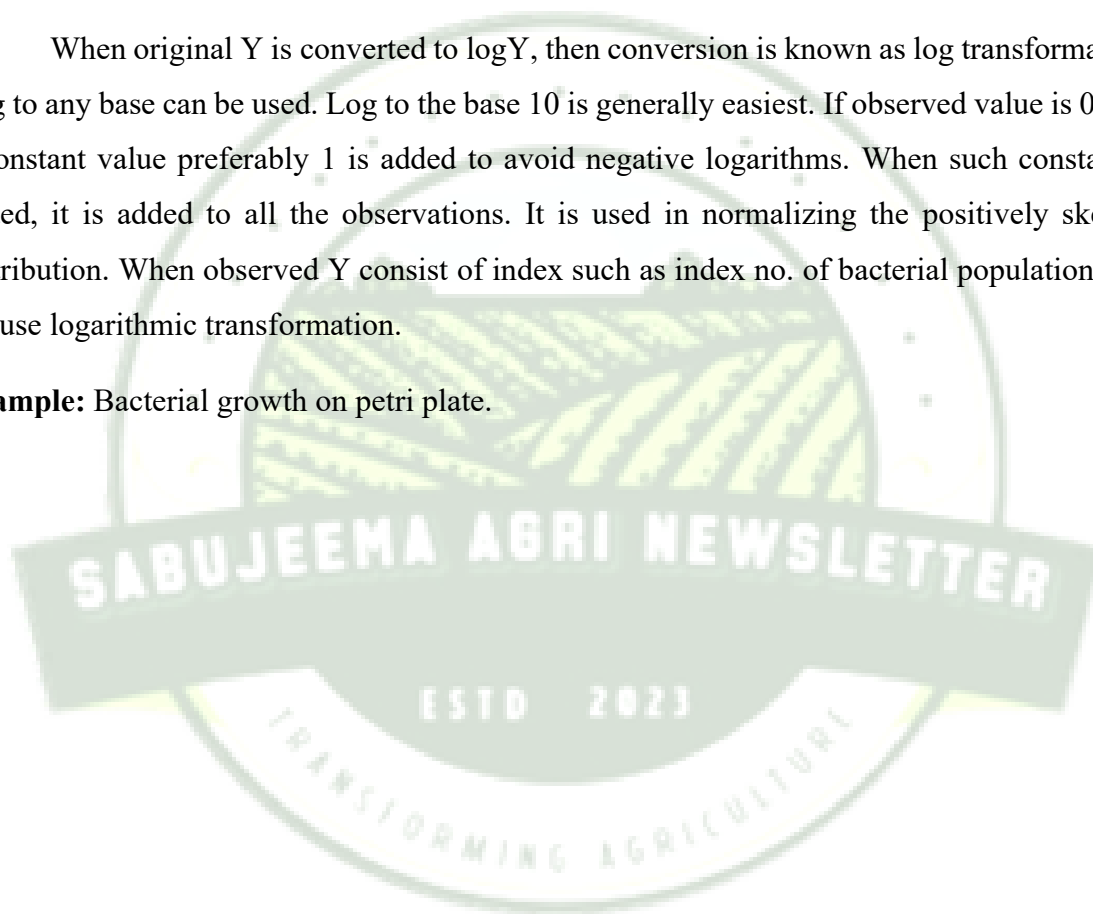 When original Y is converted to logY, then conversion is known as log transforma
g to any base can be used. Log to the base 10 is generally easiest. If observed value is 0
onstant value preferably 1 is added to avoid negative logarithms. When such consta
ed, it is added to all the observations. It is used in normalizing the positively sk
ribution. When observed Y consist of index such as index no. of bacterial population
use logarithmic transformation.
ample: Bacterial growth on petri plate.
SABUJEEMA AGRI NEWSLETTER
ESTD 2023
TRANSFORMING AGRICULTURE